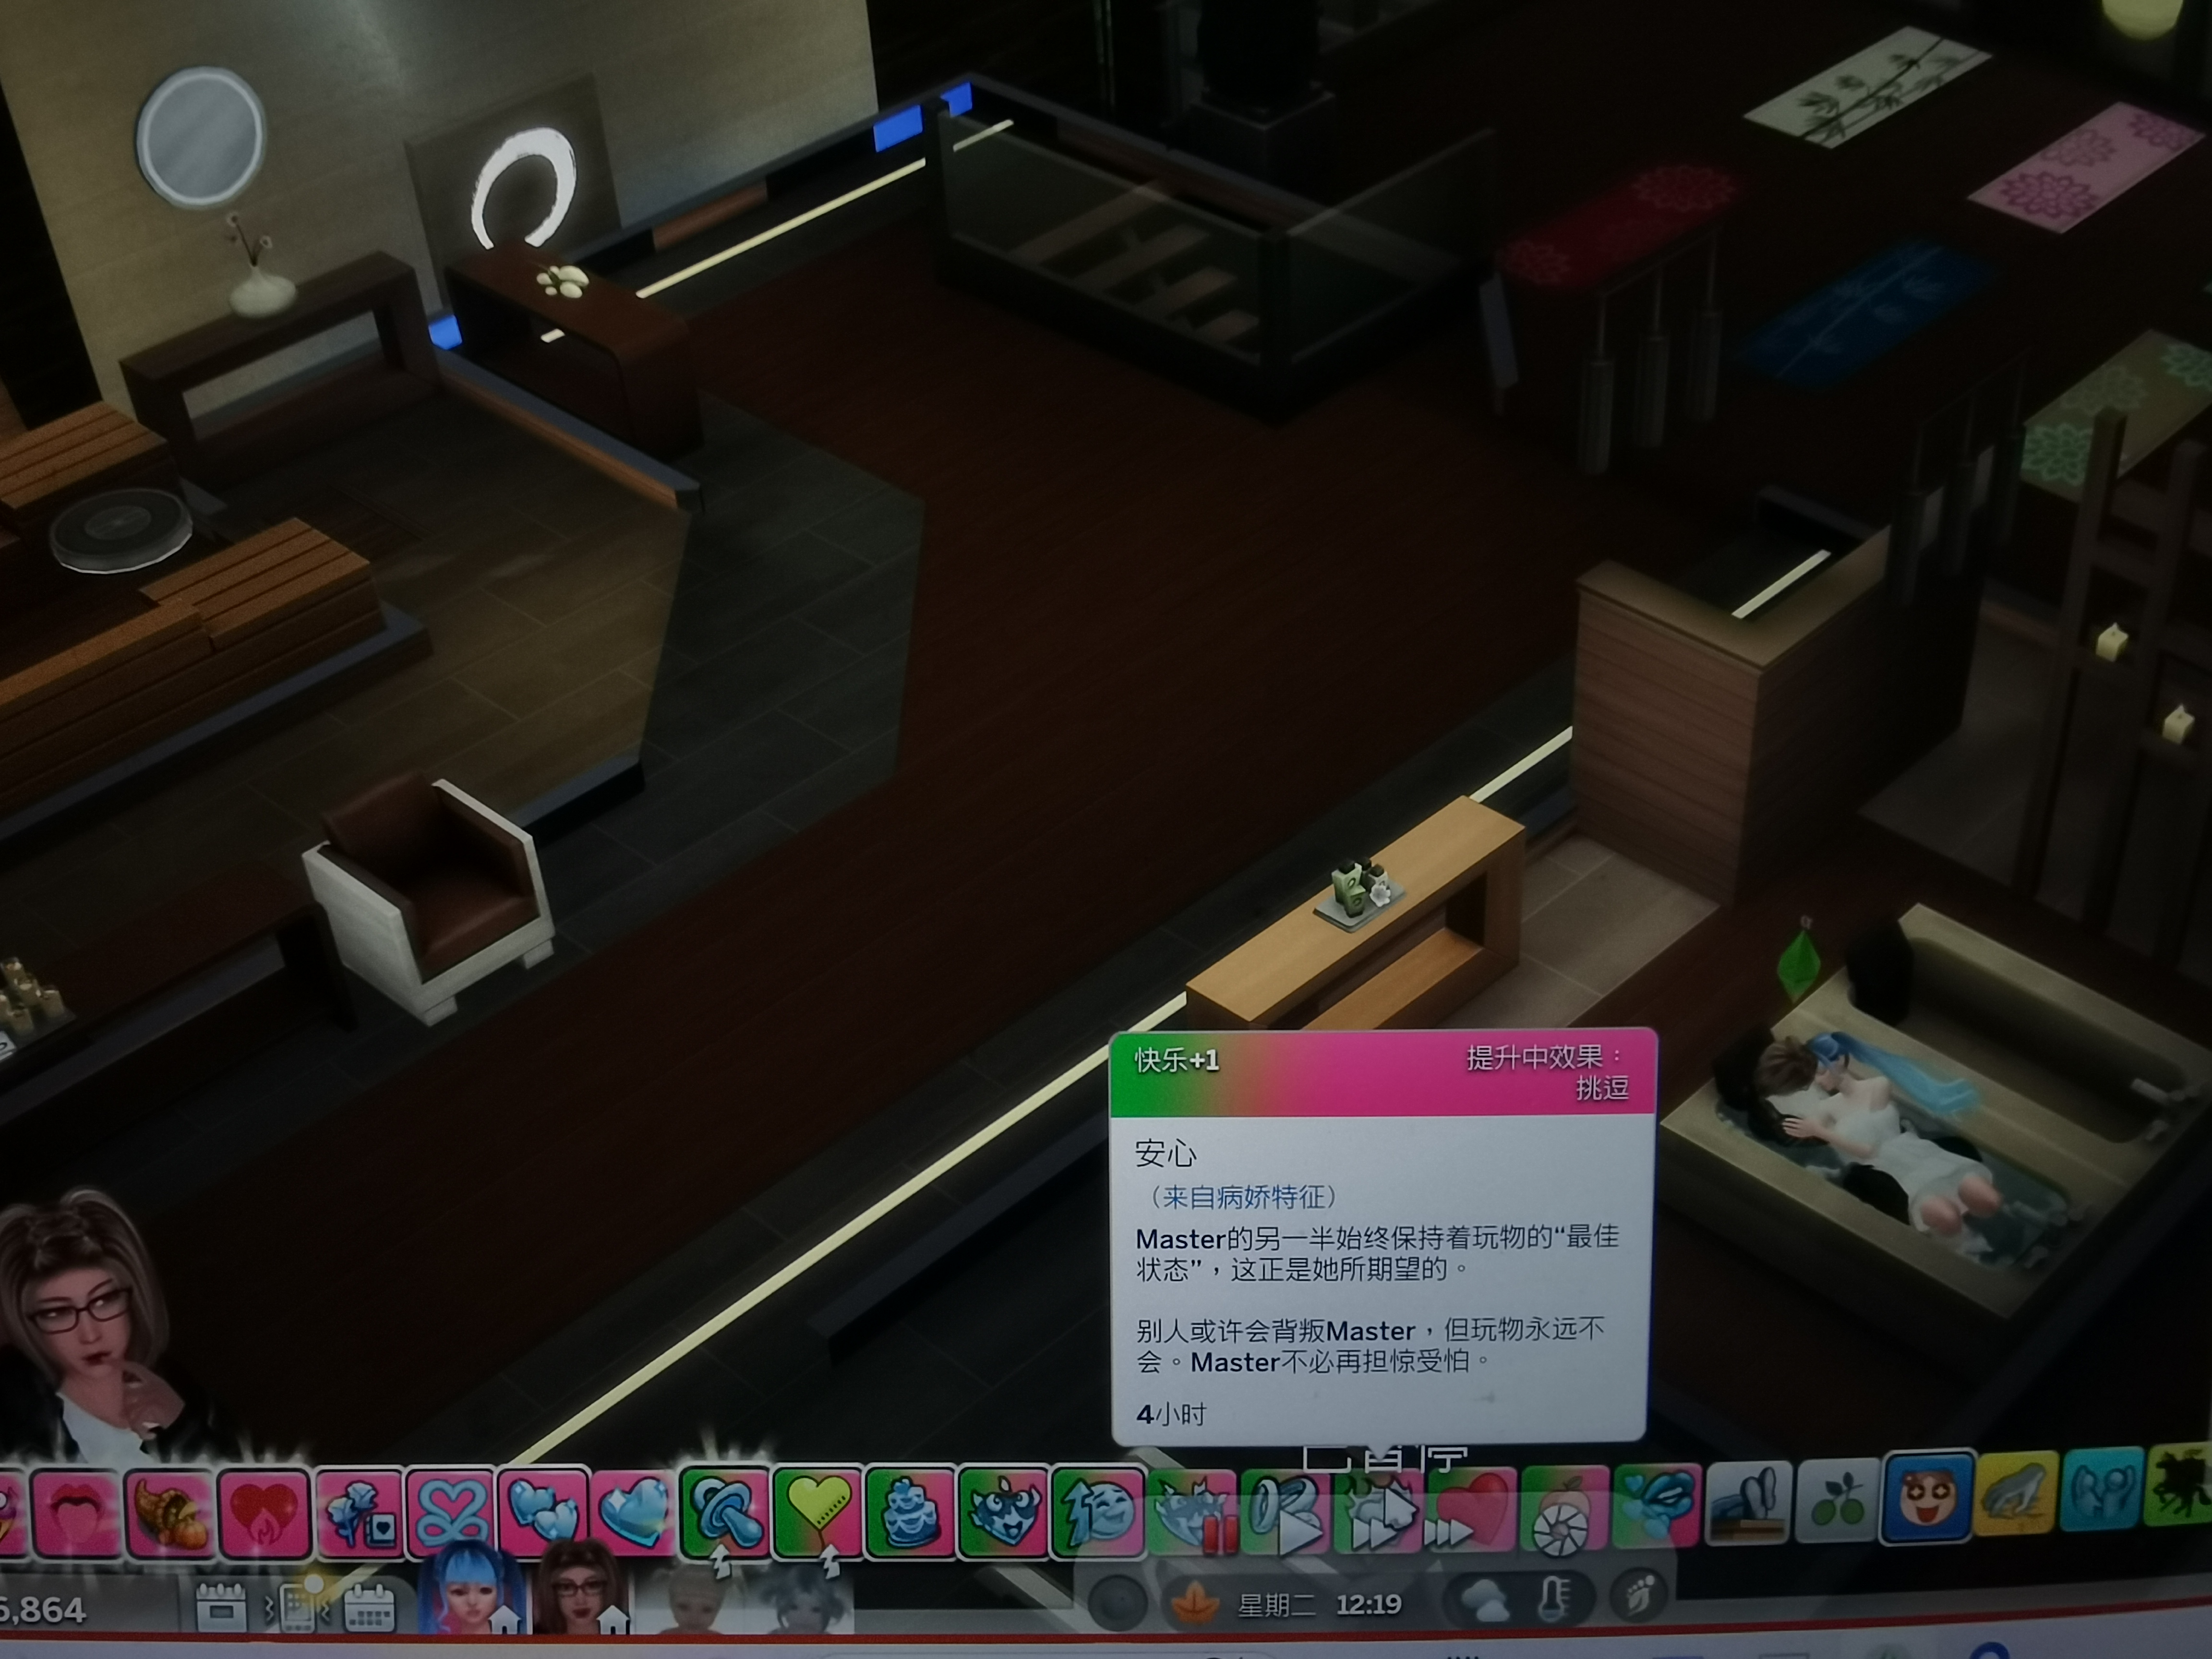 快乐+1
提升中效果：
挑逗
安心
（来自病娇特征）
Master的另一半始终保持着玩物的“最佳
状态”，这正是她所期望的。
别人或许会背叛Master，但玩物永远不
会。Master不必再担惊受怕。
4小时
已暂停
6,864
星期二 12:19